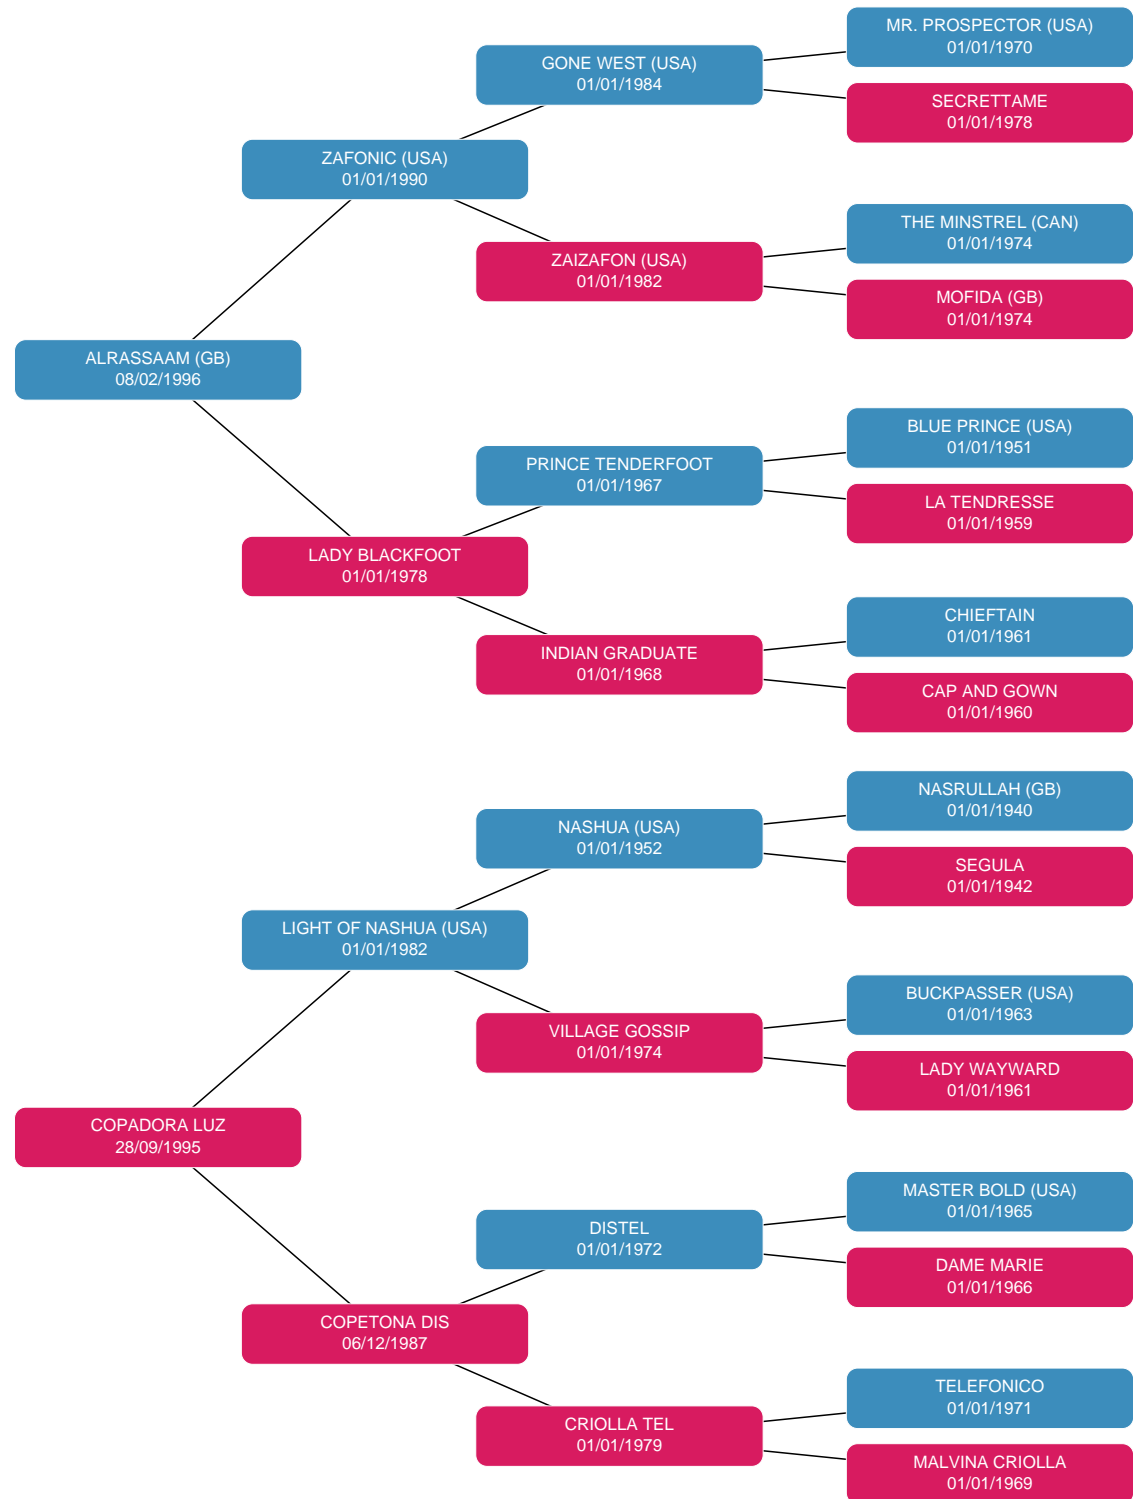 MR. PROSPECTOR (USA)
01/01/1970
GONE WEST (USA)
01/01/1984
SECRETTAME
01/01/1978
ZAFONIC (USA)
01/01/1990
THE MINSTREL (CAN)
01/01/1974
ZAIZAFON (USA)
01/01/1982
MOFIDA (GB)
01/01/1974
ALRASSAAM (GB)
08/02/1996
BLUE PRINCE (USA)
01/01/1951
PRINCE TENDERFOOT
01/01/1967
LA TENDRESSE
01/01/1959
LADY BLACKFOOT
01/01/1978
CHIEFTAIN
01/01/1961
INDIAN GRADUATE
01/01/1968
CAP AND GOWN
01/01/1960
NASRULLAH (GB)
01/01/1940
NASHUA (USA)
01/01/1952
SEGULA
01/01/1942
LIGHT OF NASHUA (USA)
01/01/1982
BUCKPASSER (USA)
01/01/1963
VILLAGE GOSSIP
01/01/1974
LADY WAYWARD
01/01/1961
COPADORA LUZ
28/09/1995
MASTER BOLD (USA)
01/01/1965
DISTEL
01/01/1972
DAME MARIE
01/01/1966
COPETONA DIS
06/12/1987
TELEFONICO
01/01/1971
CRIOLLA TEL
01/01/1979
MALVINA CRIOLLA
01/01/1969